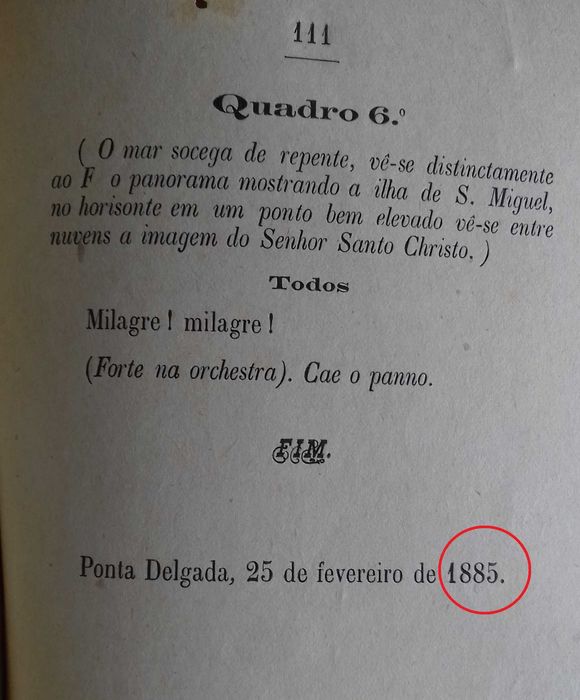 111
Quadro 6.º
( O mar socega de repente, vê-se distinctamente
ao F o panorama mostrando a ilha de S. Miguel,
no horisonte em um ponto bem elevado vê-se entre
nuvens a imagem do Senhor Santo Christo. )
Todos
Milagre ! milagre !
(Forte na orchestra). Cae o panno.
FIM.
Ponta Delgada, 25 de fevereiro de 1885.